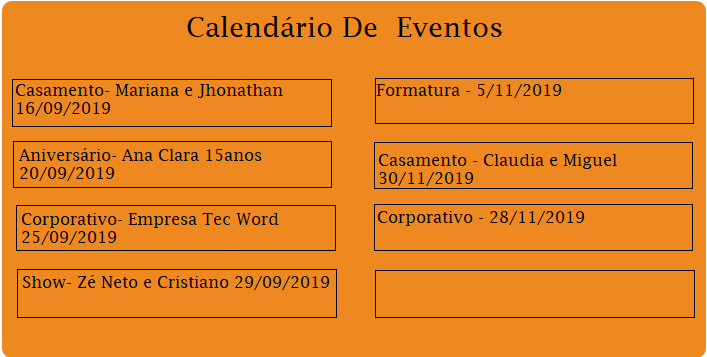 Calendário De Eventos
Casamento- Mariana e Jhonathan
16/09/2019
Aniversário- Ana Clara 15anos
20/09/2019
Corporativo- Empresa Tec Word
25/09/2019
Show- Zé Neto e Cristiano 29/09/2019
Formatura - 5/11/2019
Casamento - Claudia e Miguel
30/11/2019
Corporativo - 28/11/2019